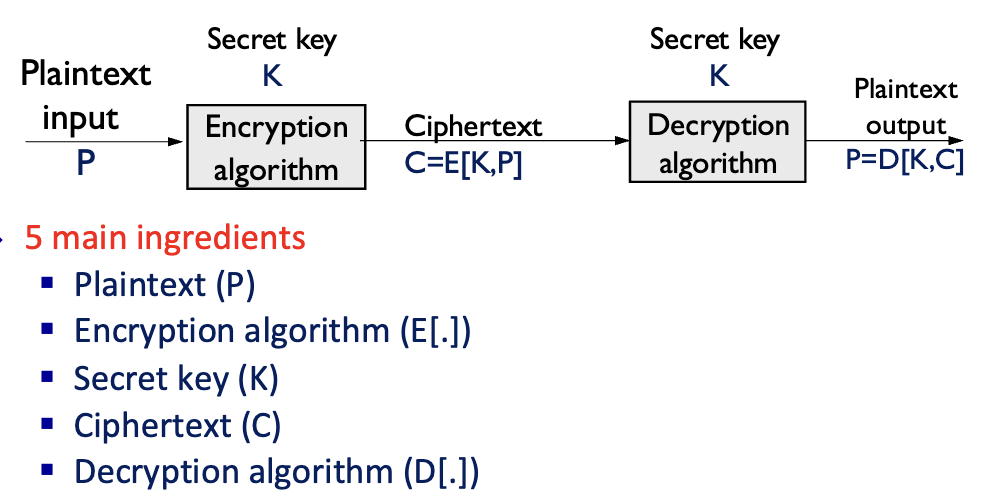 Secret key
K
Secret key
K
Plaintext
input
P
Encryption
algorithm
Ciphertext
C=E[K,P]
Decryption
algorithm
Plaintext
output
P=D[K,C]
5 main ingredients
▪ Plaintext (P)
▪ Encryption algorithm (E[.])
▪ Secret key (K)
▪ Ciphertext (C)
▪ Decryption algorithm (D[.])